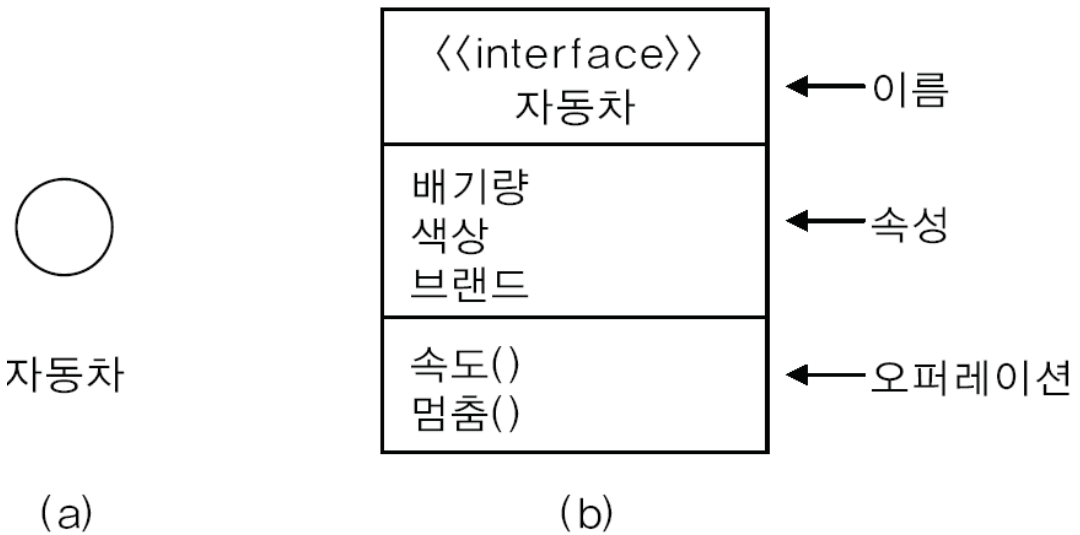 〈〈interface〉〉
자동차
이름
배기량
색상
브랜드
속성
자동차
속도()
멈춤()
오퍼레이션
(a)
(b)